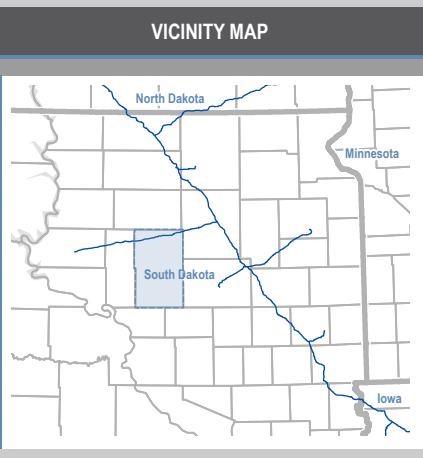 VICINITY MAP
North Dakota
Minnesota
South Dakota
Iowa